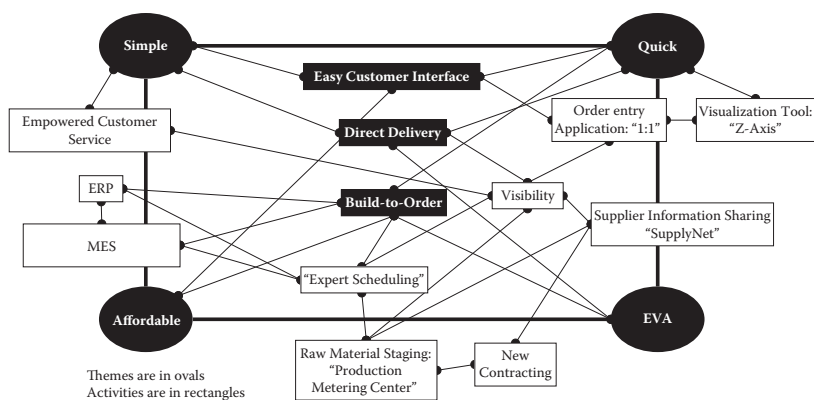 Simple
Quick
Easy Customer Interface
Empowered Customer
Service
Direct Delivery
Order entry
Application: “1:1”
Visualization Tool:
“Z-Axis”
ERP
Build-to-Order
Visibility
MES
Supplier Information Sharing
“SupplyNet”
“Expert Scheduling”
Affordable
EVA
Raw Material Staging:
“Production
Metering Center”
New
Contracting
Themes are in ovals
Activities are in rectangles